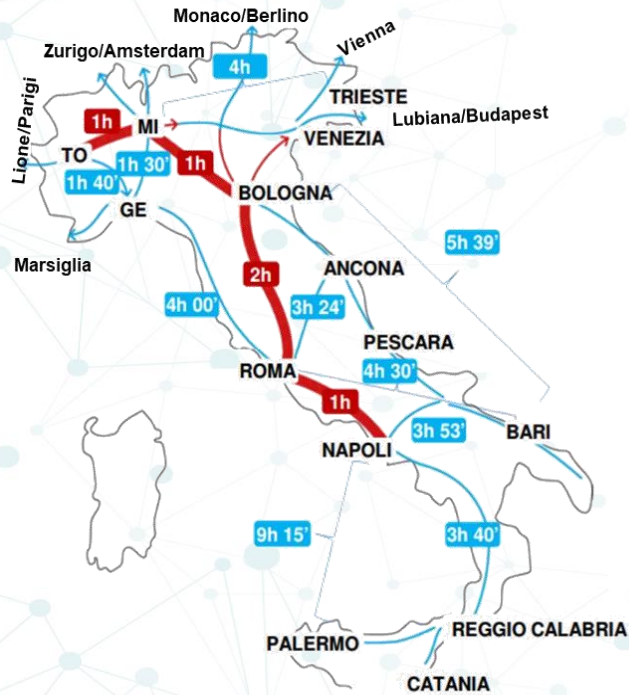 Monaco/Berlino
Zurigo/Amsterdam
Vienna
4h
TRIESTE
Lione/Parigi
1h
MI
Lubiana/Budapest
VENEZIA
TO
1h 30’
1h
1h 40’
BOLOGNA
GE
5h 39’
Marsiglia
ANCONA
2h
4h 00’
3h 24’
PESCARA
ROMA
4h 30’
1h
3h 53’
BARI
NAPOLI
9h 15’
3h 40’
REGGIO CALABRIA
PALERMO
CATANIA